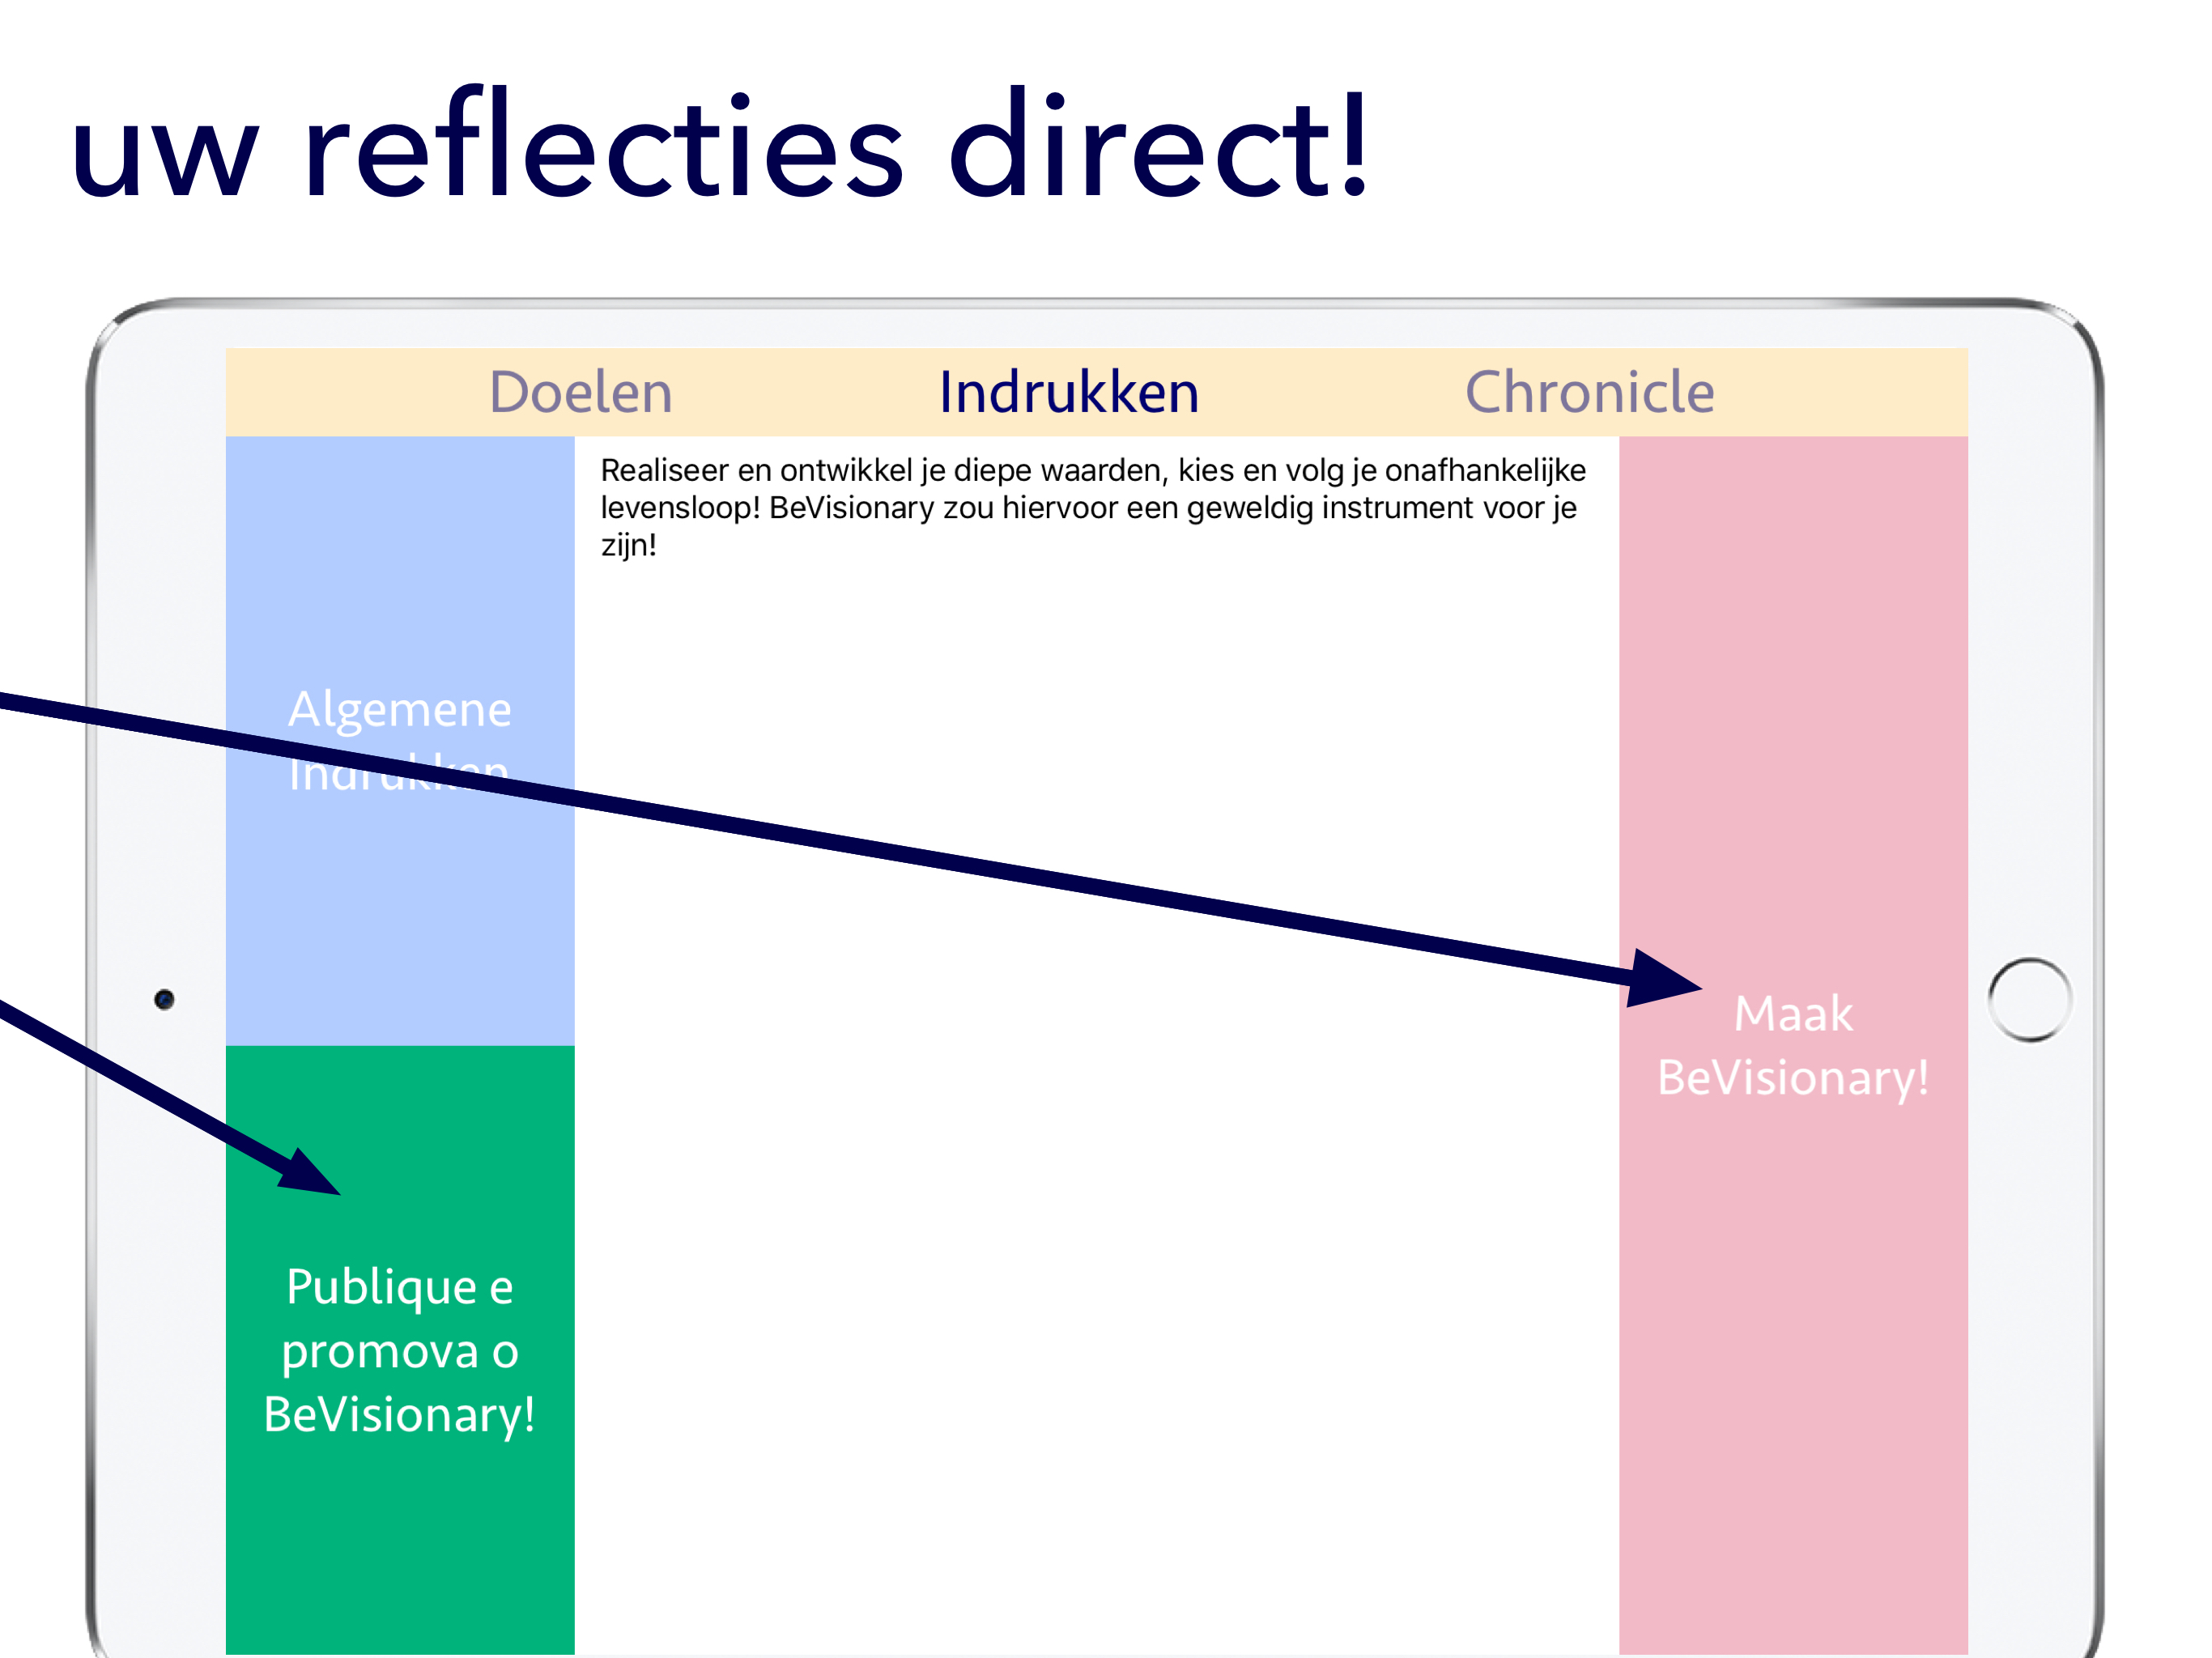 uw reflecties direct!
Doelen Indrukken Chronicle
Realiseer en ontwikkel je diepe waarden, kies en volg je onafhankelijke
levensloop! BeVisionary zou hiervoor een geweldig instrument voor je
zijn!
Algemene
Indrukken
Maak
BeVisionary!
Publique e
promova o
BeVisionary!